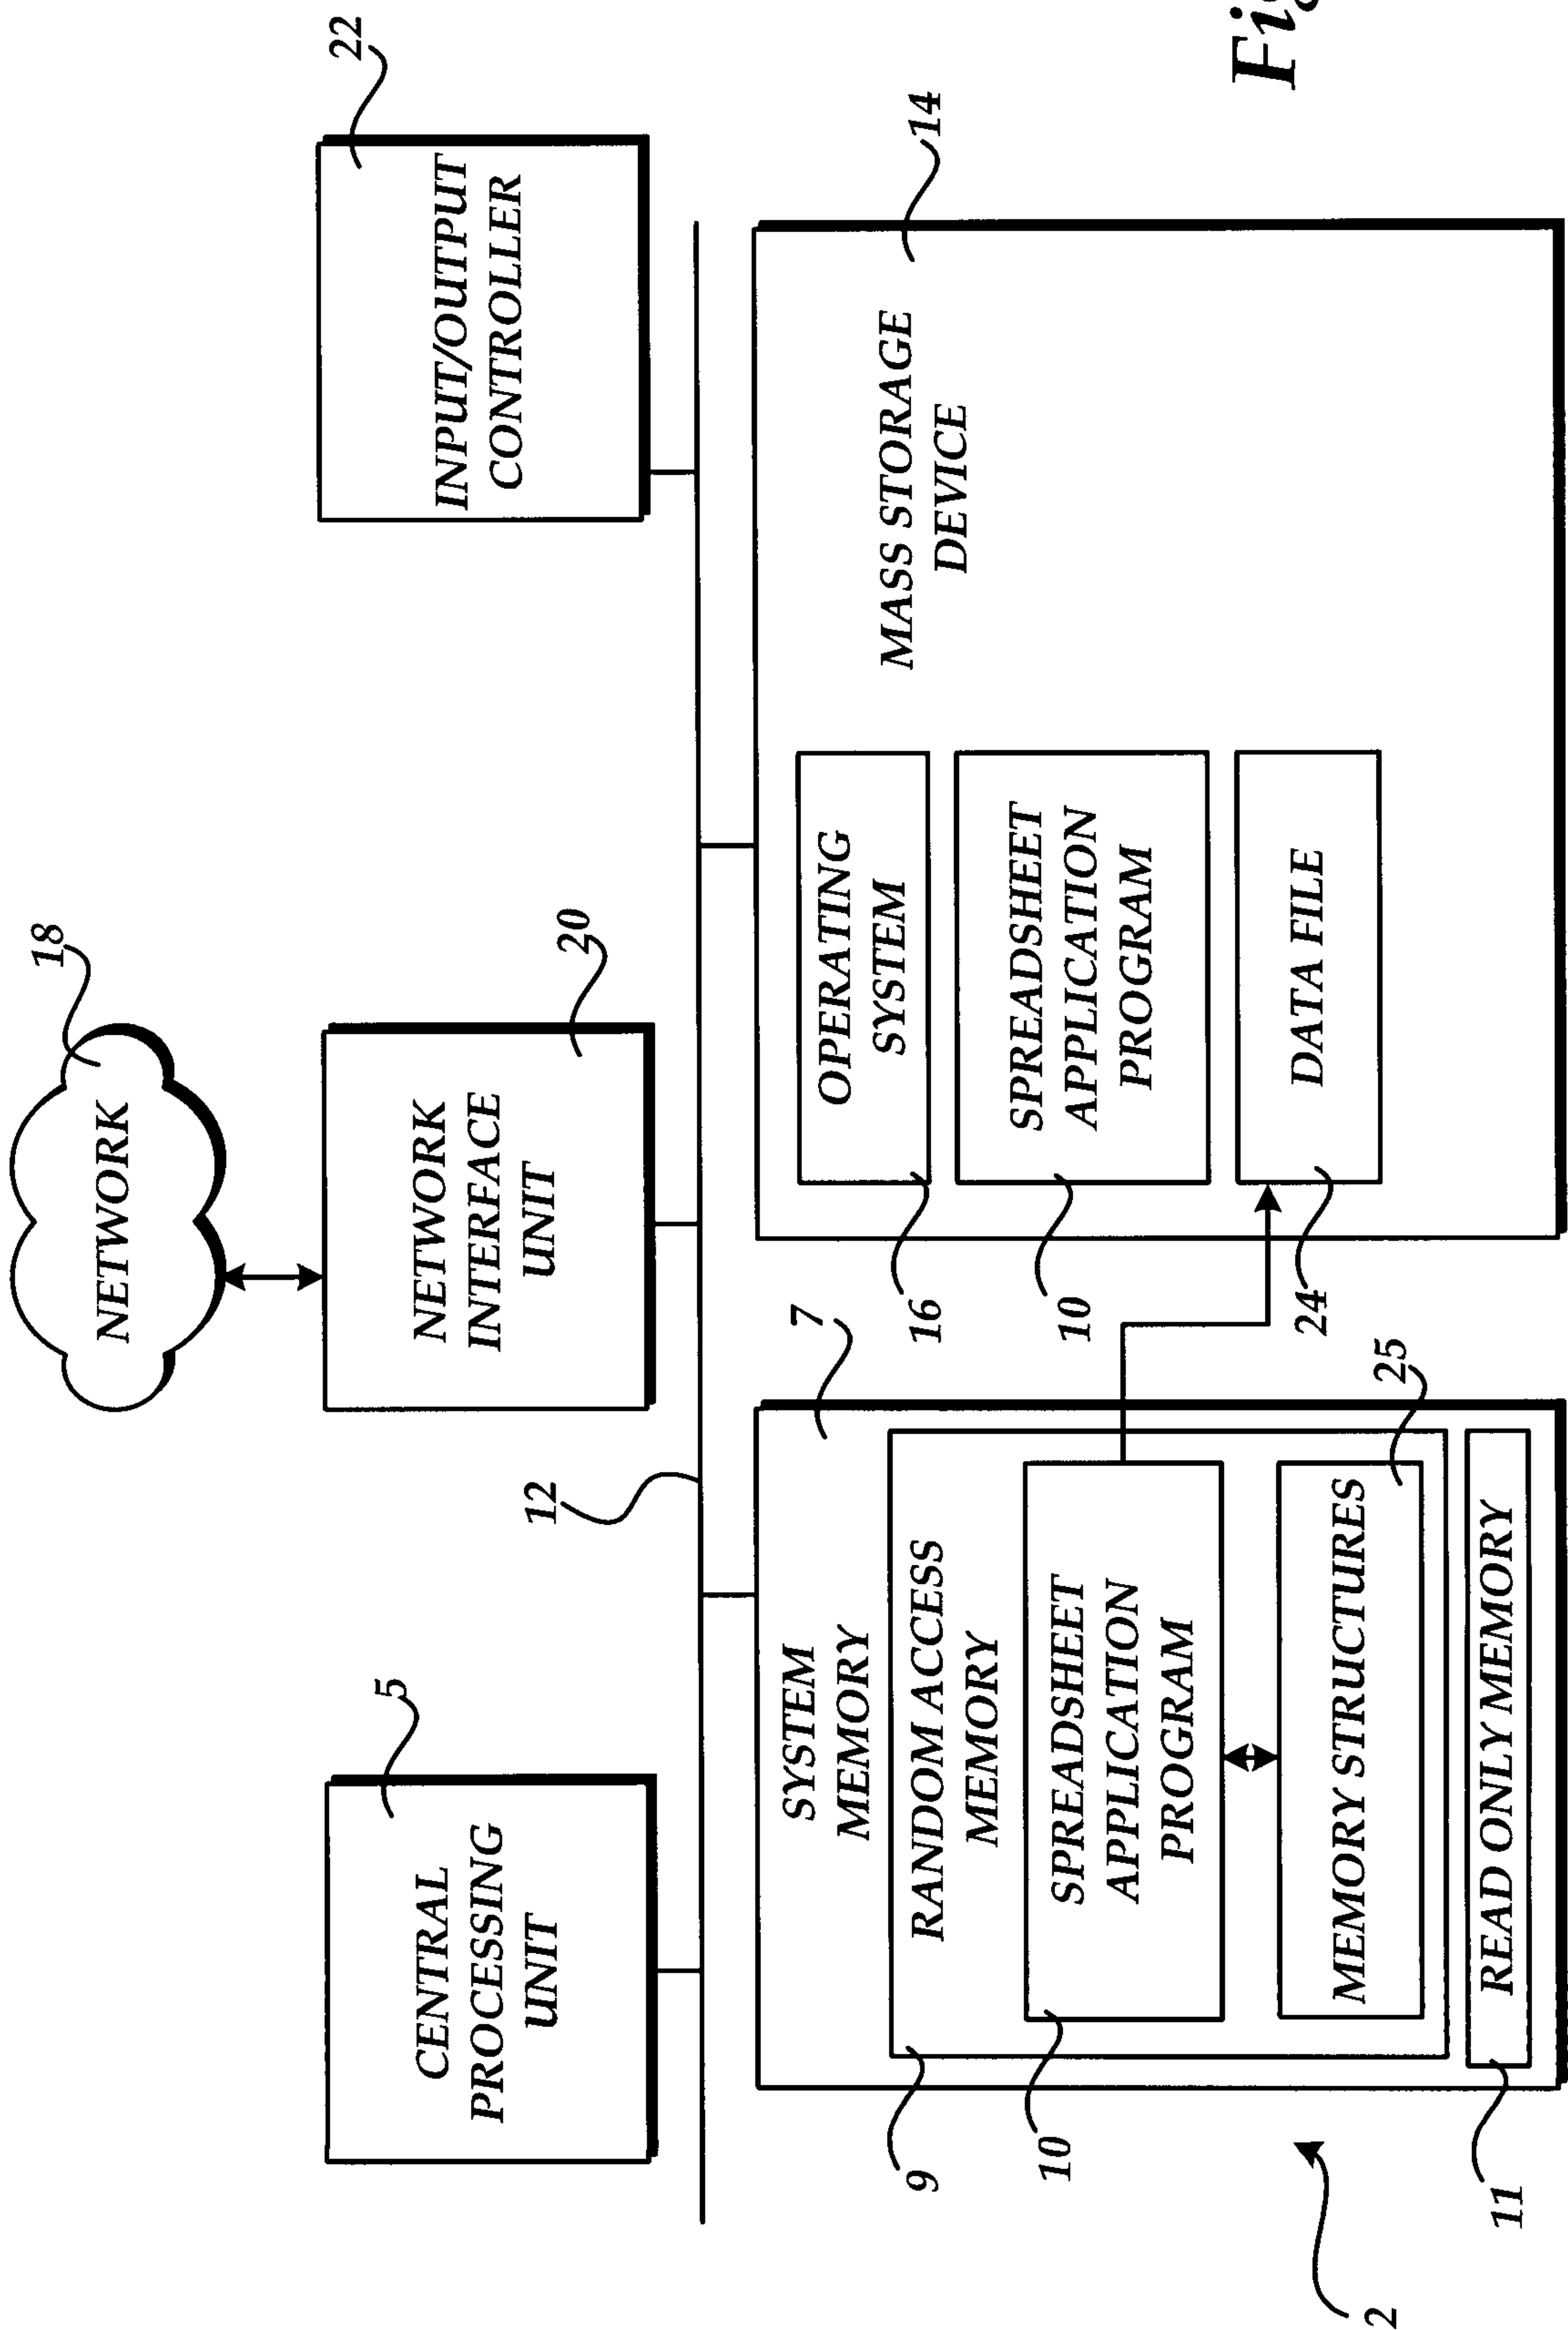 18
NETWORK
22
5
CENTRAL
PROCESSING
UNIT
NETWORK
INTERFACE
UNIT
20
INPUT/OUTPUT
CONTROLLER
12
7
SYSTEM
MEMORY
RANDOM ACCESS
MEMORY
9
SPREADSHEET
APPLICATION
PROGRAM
10
MEMORY STRUCTURES
25
READ ONLY MEMORY
11
2
14
MASS STORAGE
DEVICE
OPERATING
SYSTEM
16
SPREADSHEET
APPLICATION
PROGRAM
10
DATA FILE
24